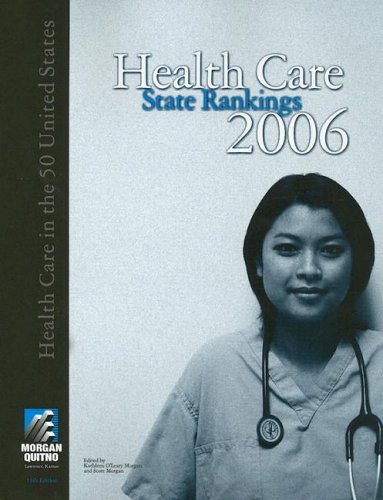 Health Care in the 50 United States
Health Care
State Rankings
2006
MORGAN
QUITNO
Lawrence, Kansas
14th Edition
Edited by
Kathleen O'Leary Morgan
and Scott Morgan